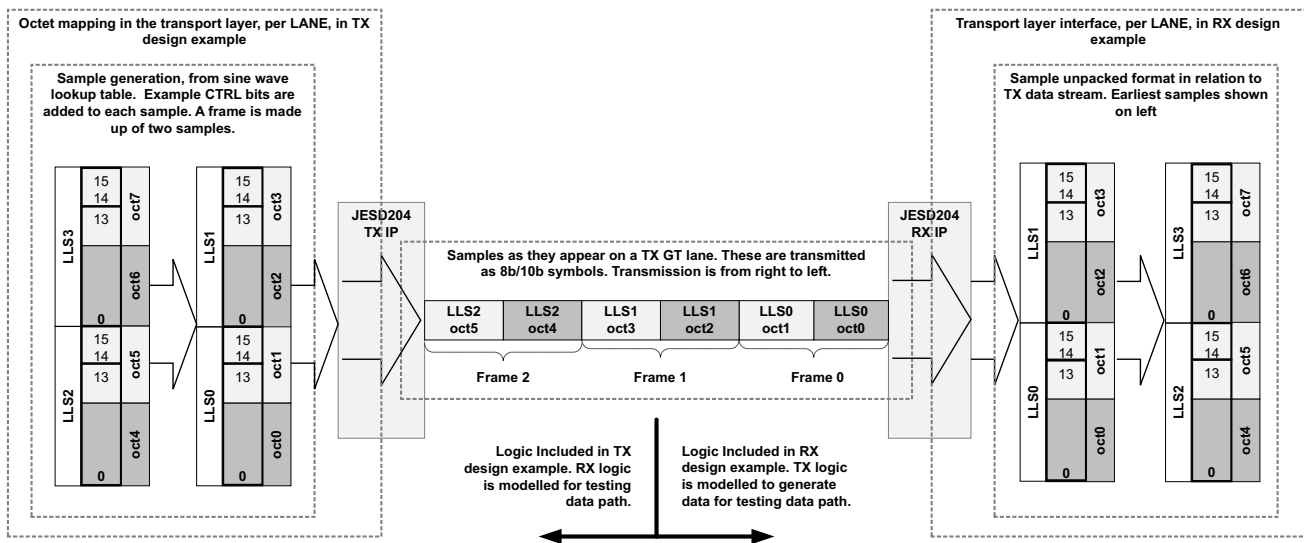 Octet mapping in the transport layer, per LANE, in TX
design example
Sample generation, from sine wave
lookup table. Example CTRL bits are
added to each sample. A frame is made
up of two samples.
LLS3
15
14
13
0
oct7
oct6
LLS2
15
14
13
0
oct5
oct4
LLS1
15
14
13
0
oct3
oct2
LLS0
15
14
13
0
oct1
oct0
JESD204
TX IP
Samples as they appear on a TX GT lane. These are transmitted
as 8b/10b symbols. Transmission is from right to left.
LLS2
oct5
LLS2
oct4
LLS1
oct3
LLS1
oct2
LLS0
oct1
LLS0
oct0
Frame 2
Frame 1
Frame 0
Logic Included in TX
design example. RX logic
is modelled for testing
data path.
Logic Included in RX
design example. TX logic
is modelled to generate
data for testing data path.
JESD204
RX IP
Transport layer interface, per LANE, in RX design
example
Sample unpacked format in relation to
TX data stream. Earliest samples shown
on left
LLS1
15
14
13
0
oct3
oct2
LLS0
15
14
13
0
oct1
oct0
LLS3
15
14
13
0
oct7
oct6
LLS2
15
14
13
0
oct5
oct4